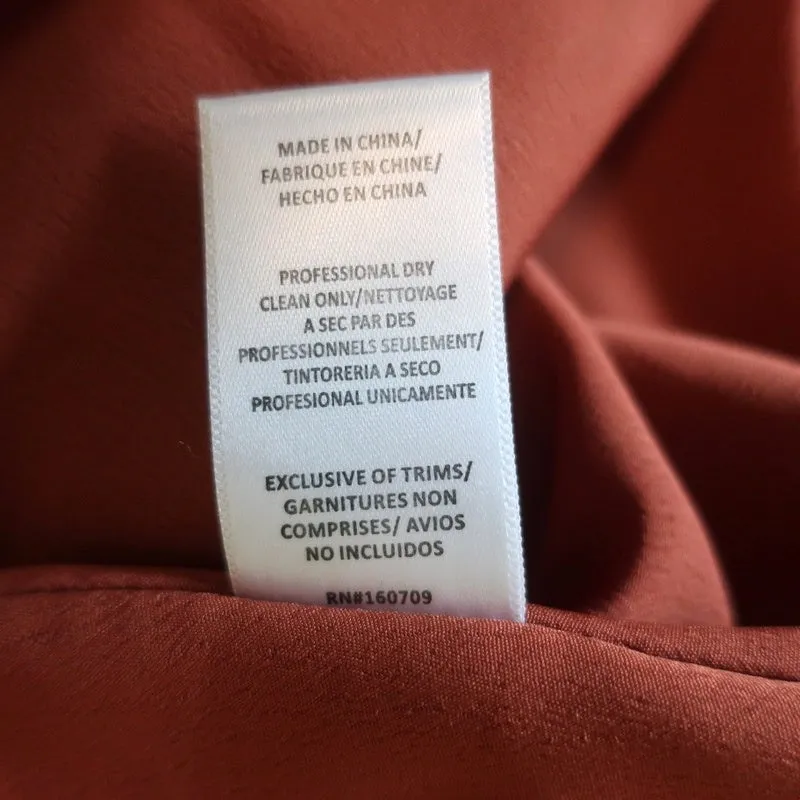 MADE IN CHINA/
FABRIQUE EN CHINE/
HECHO EN CHINA
PROFESSIONAL DRY
CLEAN ONLY/NETTOYAGE
A SEC PAR DES
PROFESSIONNELS SEULEMENT/
TINTORERIA A SECO
PROFESIONAL UNICAMENTE
EXCLUSIVE OF TRIMS/
GARNITURES NON
COMPRISES/ AVIOS
NO INCLUIDOS
RN#160709